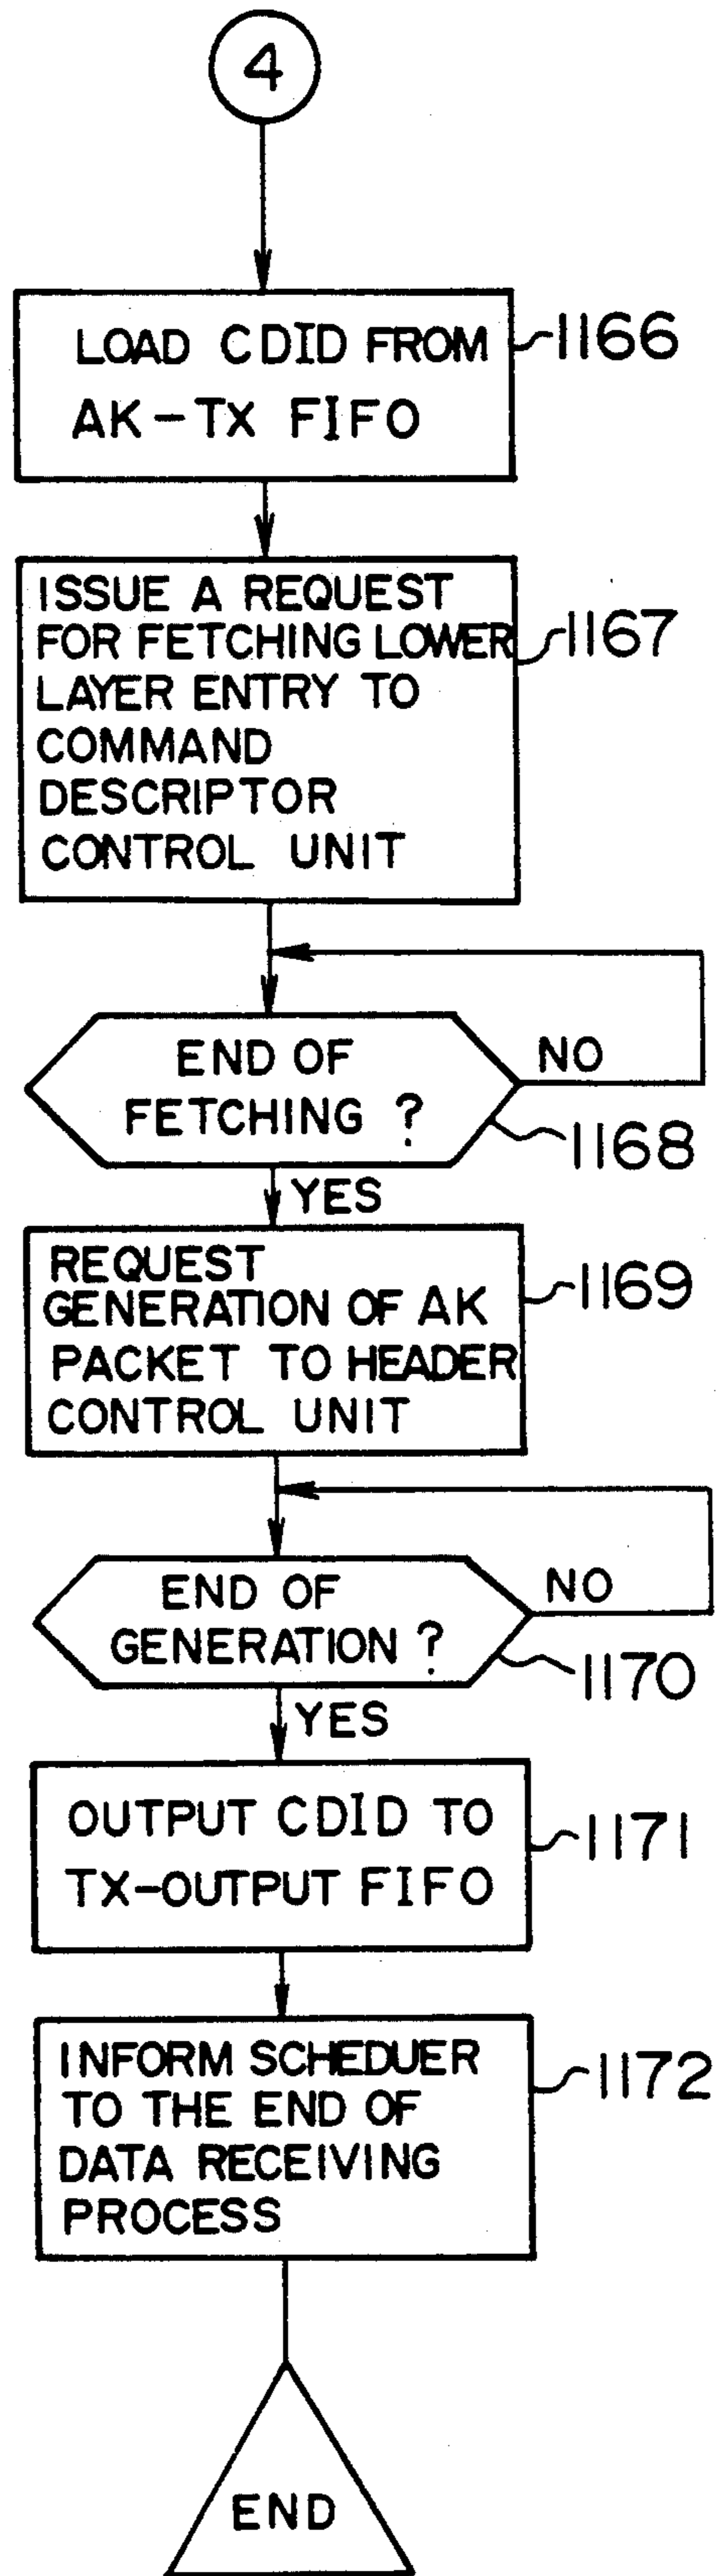 4
LOAD CDID FROM
AK-TX FIFO
1166
ISSUE A REQUEST
FOR FETCHING LOWER
LAYER ENTRY TO
COMMAND
DESCRIPTOR
CONTROL UNIT
1167
END OF
FETCHING ?
NO
1168
YES
REQUEST
GENERATION OF AK
PACKET TO HEADER
CONTROL UNIT
1169
END OF
GENERATION ?
NO
1170
YES
OUTPUT CDID TO
TX-OUTPUT FIFO
1171
INFORM SCHEDUER
TO THE END OF
DATA RECEIVING
PROCESS
1172
END